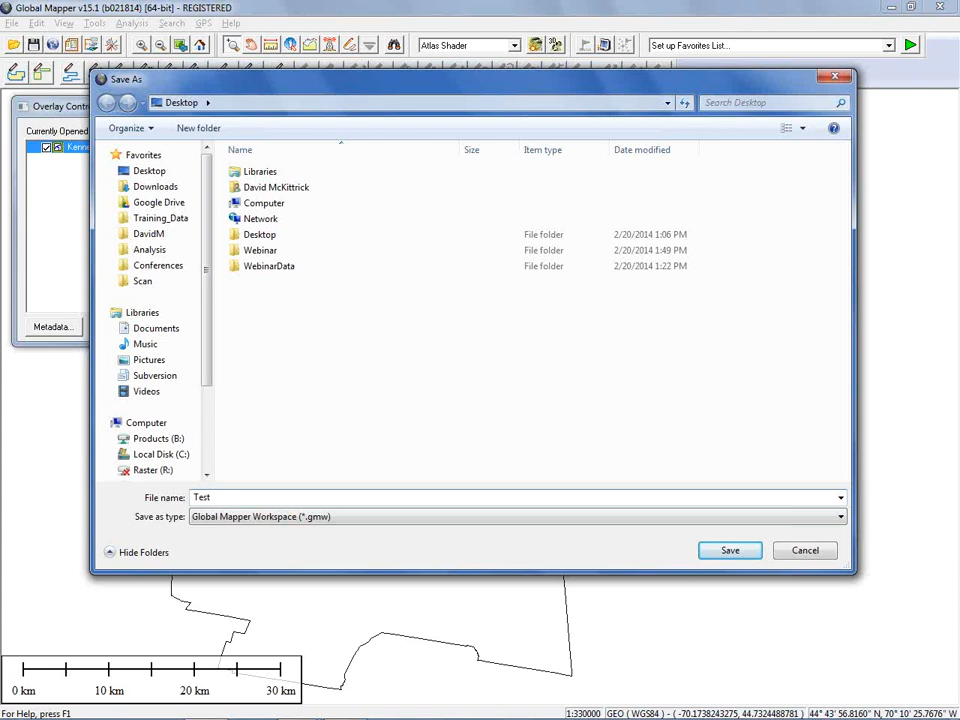 Global Mapper v15.1 (b021814) [64-bit] - REGISTERED
File Edit View Tools Analysis Search GPS Help
Atlas Shader
Set up Favorites List...
Overlay Contr
Currently Opened
Kenne
Metadata...
Save As
Desktop
Search Desktop
Organize New folder
Name Size Item type Date modified
Favorites
Desktop
Downloads
Google Drive
Training_Data
DavidM
Analysis
Conferences
Scan
Libraries
Documents
Music
Pictures
Subversion
Videos
Computer
Products (B:)
Local Disk (C:)
Raster (R:)
Libraries
David McKittrick
Computer
Network
Desktop File folder 2/20/2014 1:06 PM
Webinar File folder 2/20/2014 1:49 PM
WebinarData File folder 2/20/2014 1:22 PM
File name: Test
Save as type: Global Mapper Workspace (*.gmw)
Hide Folders
Save Cancel
0 km 10 km 20 km 30 km
For Help, press F1
1:330000 GEO ( WGS84 ) - ( -70.1738243275, 44.7324488781 ) 44° 43' 56.8160" N, 70° 10' 25.7676" W